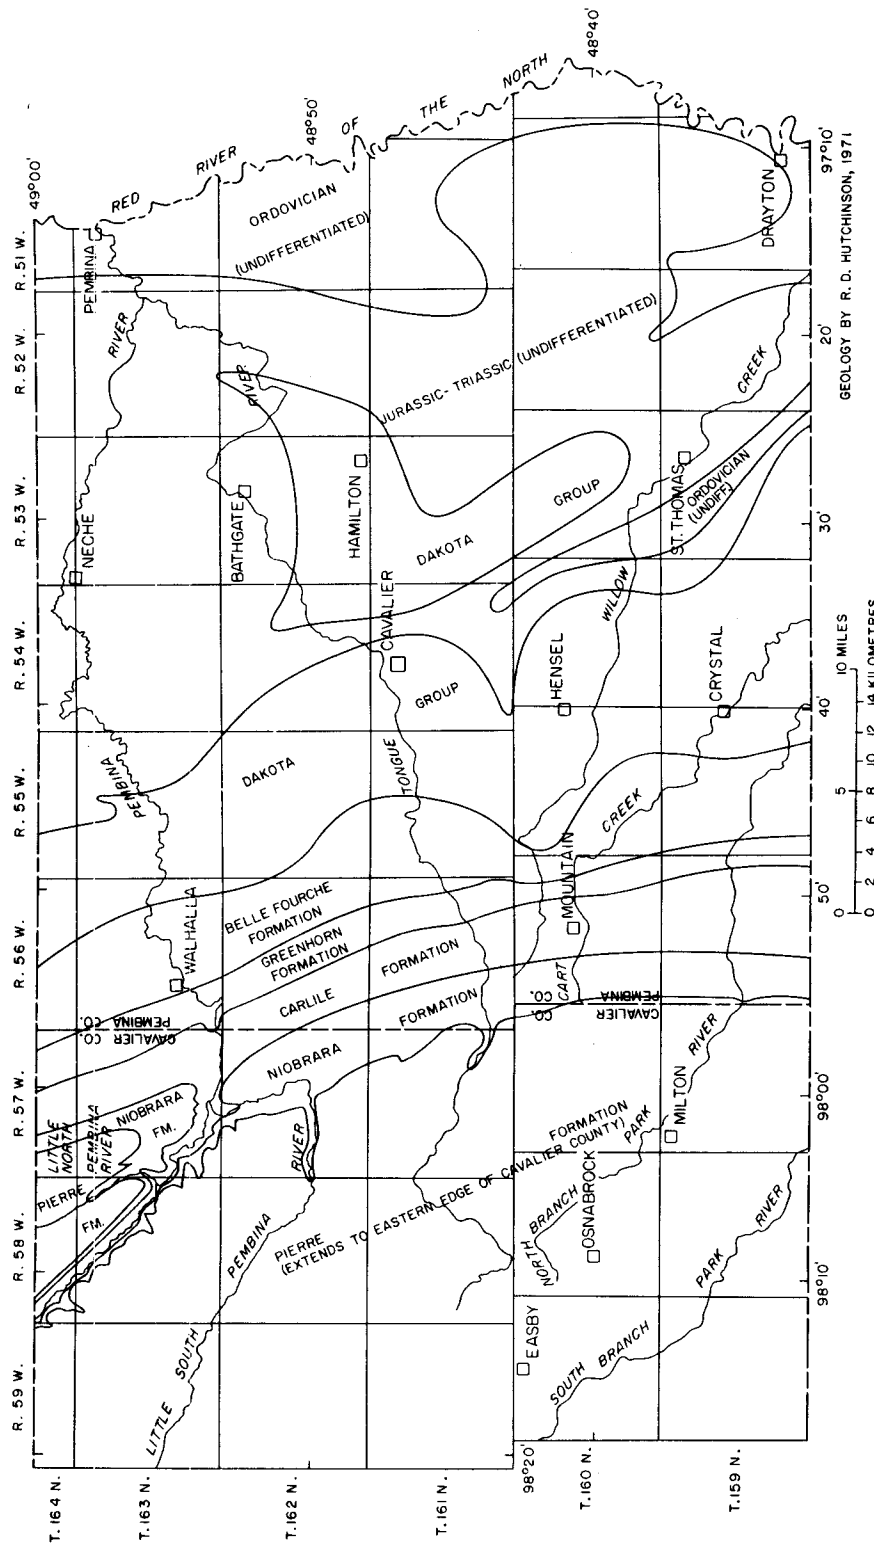 R. 59 W.
R. 58 W.
R. 57 W.
R. 56 W.
R. 55 W.
R. 54 W.
R. 53 W.
R. 52 W.
R. 51 W.
49°00'
T. 164 N.
T. 163 N.
T. 162 N.
T. 161 N.
98°20'
T. 160 N.
T. 159 N.
LITTLE SOUTH
PEMBINA
RIVER
PIERRE
FM.
LITTLE
NORTH
PEMBINA
RIVER
NIOBRARA
FM.
CAVALIER CO.
PEMBINA CO.
WALHALLA
PEMBINA
RIVER
NECHE
PEMBINA
RED
RIVER
OF
THE
NORTH
48°50'
48°40'
BATHGATE
RIVER
HAMILTON
CAVALIER
TONGUE
ORDOVICIAN
(UNDIFFERENTIATED)
JURASSIC-TRIASSIC (UNDIFFERENTIATED)
DAKOTA
GROUP
DAKOTA
GROUP
BELLE FOURCHE
FORMATION
GREENHORN
FORMATION
CARLILE
FORMATION
NIOBRARA
FORMATION
PIERRE
FORMATION
(EXTENDS TO EASTERN EDGE OF CAVALIER COUNTY)
EASBY
OSNABROCK
NORTH BRANCH
PARK
RIVER
MILTON
SOUTH BRANCH
PARK
RIVER
CAVALIER CO.
PEMBINA CO.
CART
CREEK
MOUNTAIN
HENSEL
CRYSTAL
WILLOW
CREEK
ST. THOMAS
ORDOVICIAN
(UNDIFF.)
DRAYTON
98°10'
98°00'
50'
40'
30'
20'
97°10'
0 5 10 MILES
0 2 4 6 8 10 12 14 KILOMETRES
GEOLOGY BY R. D. HUTCHINSON, 1971